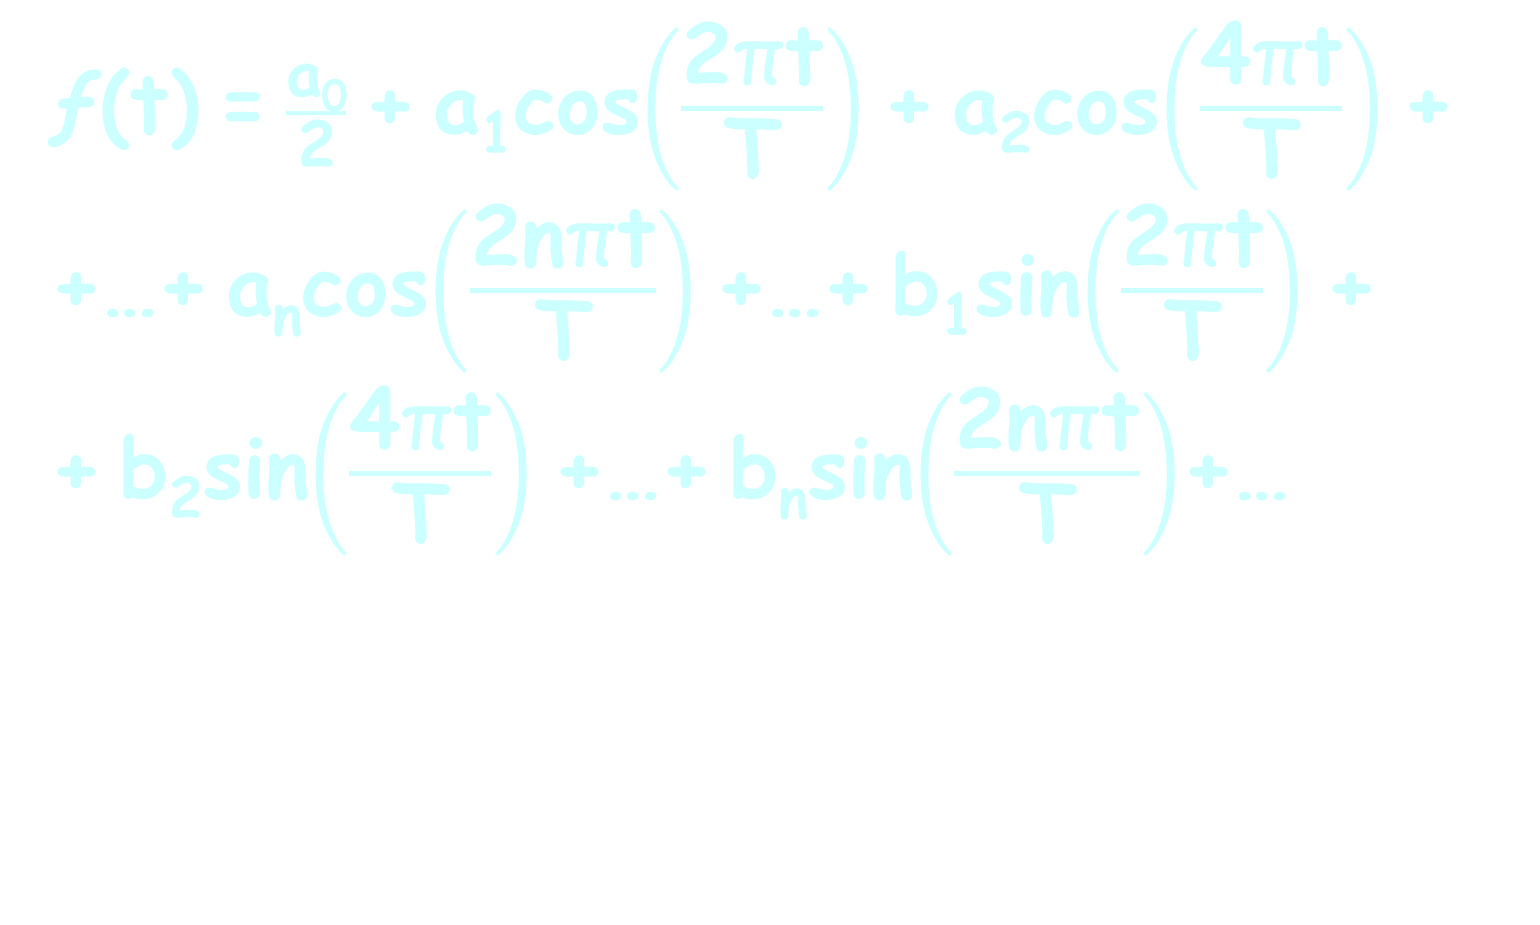 f(t) = a₀/2 + a₁cos(2πt/T) + a₂cos(4πt/T) +
+...+ aₙcos(2nπt/T) +...+ b₁sin(2πt/T) +
+ b₂sin(4πt/T) +...+ bₙsin(2nπt/T) +...